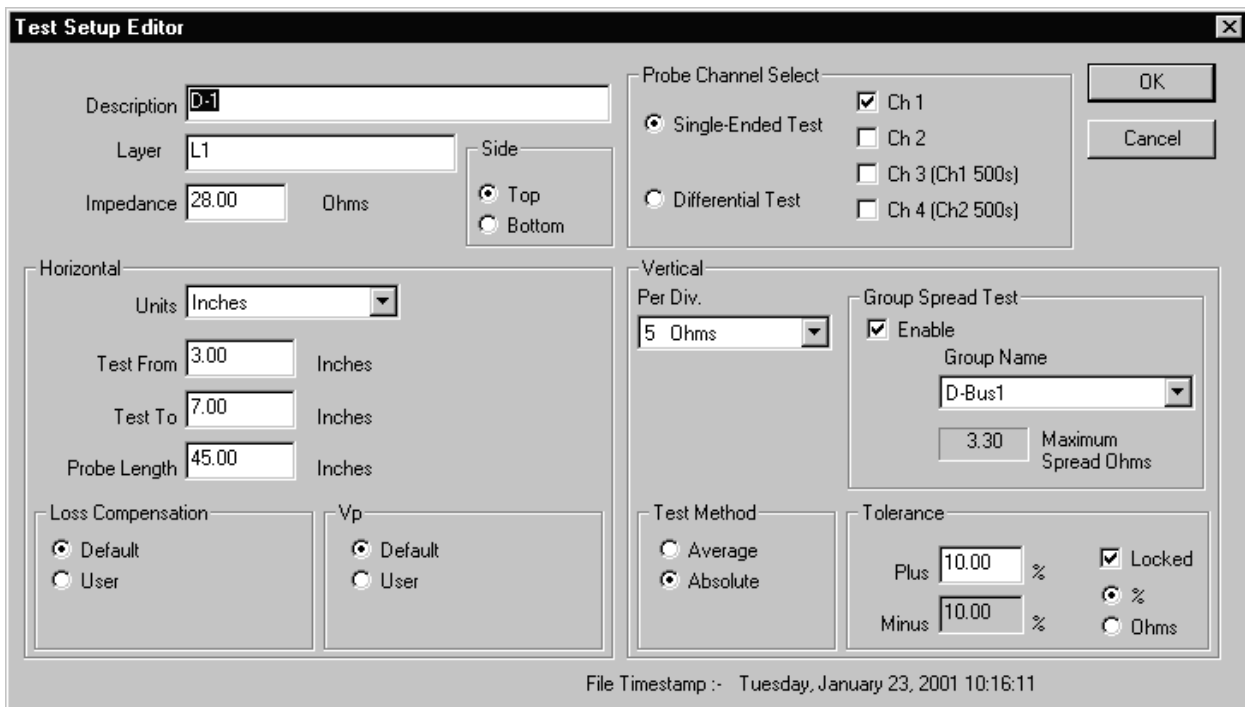 Test Setup Editor
Description D-1
Layer L1
Impedance 28.00 Ohms
Side
Top
Bottom
Probe Channel Select
Single-Ended Test
Differential Test
Ch 1
Ch 2
Ch 3 (Ch1 500s)
Ch 4 (Ch2 500s)
OK
Cancel
Horizontal
Units Inches
Test From 3.00 Inches
Test To 7.00 Inches
Probe Length 45.00 Inches
Loss Compensation
Default
User
Vp
Default
User
Vertical
Per Div.
5 Ohms
Group Spread Test
Enable
Group Name
D-Bus1
3.30 Maximum
Spread Ohms
Test Method
Average
Absolute
Tolerance
Plus 10.00 %
Minus 10.00 %
Locked
%
Ohms
File Timestamp :- Tuesday, January 23, 2001 10:16:11